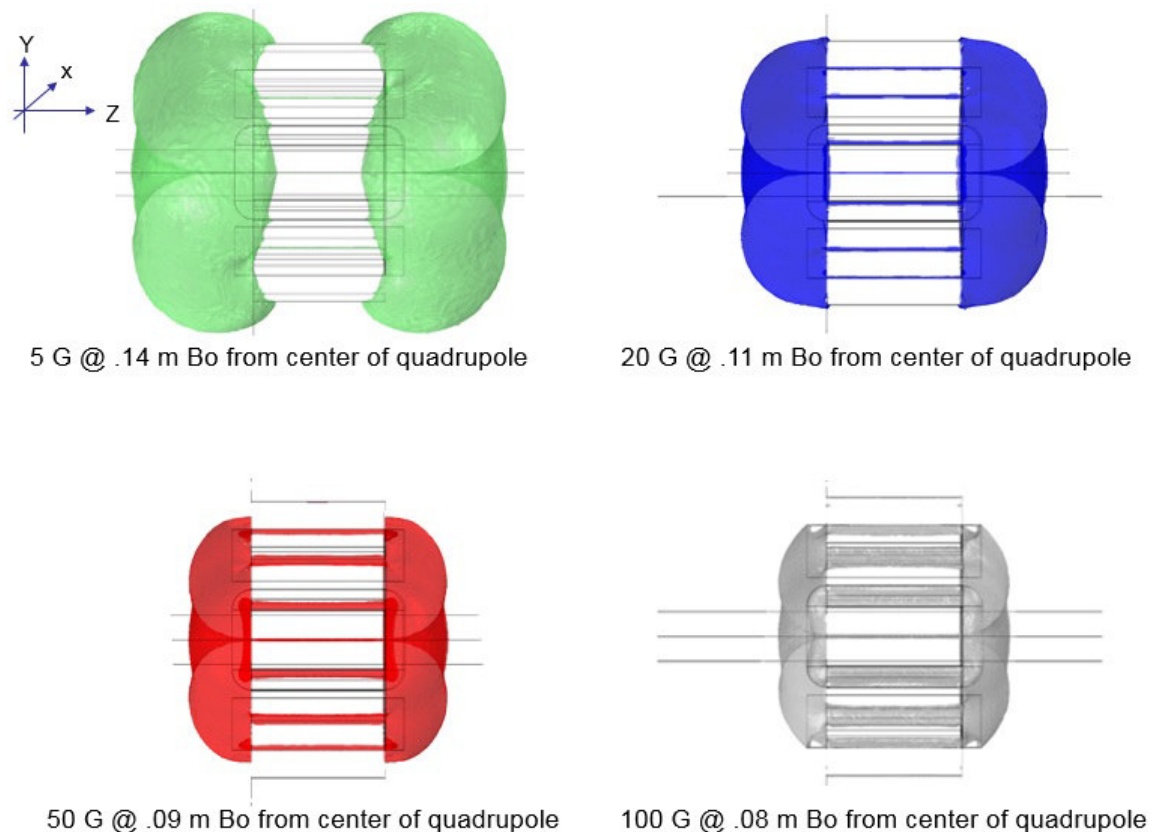 Y
x
Z
5 G @ .14 m Bo from center of quadrupole
20 G @ .11 m Bo from center of quadrupole
50 G @ .09 m Bo from center of quadrupole
100 G @ .08 m Bo from center of quadrupole